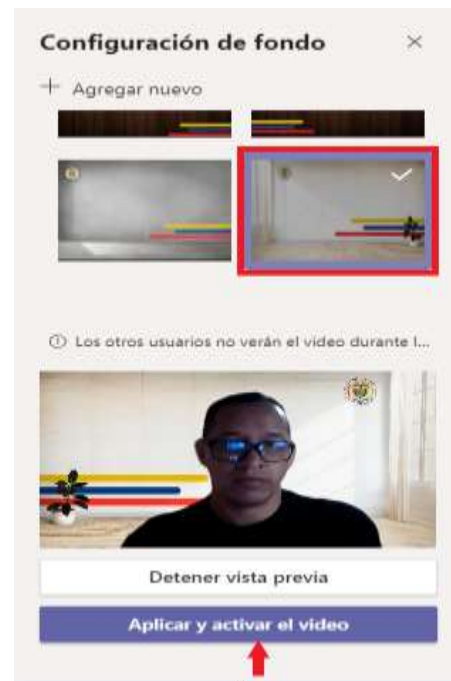 Configuración de fondo
Agregar nuevo
Los otros usuarios no verán el video durante l...
Detener vista previa
Aplicar y activar el video